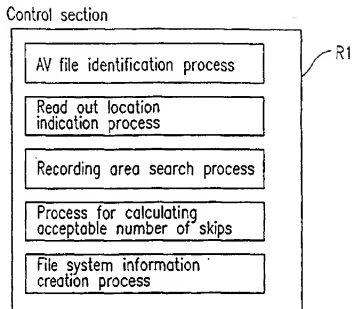 Control section
R1
AV file identification process
Read out location
indication process
Recording area search process
Process for calculating
acceptable number of skips
File system information
creation process